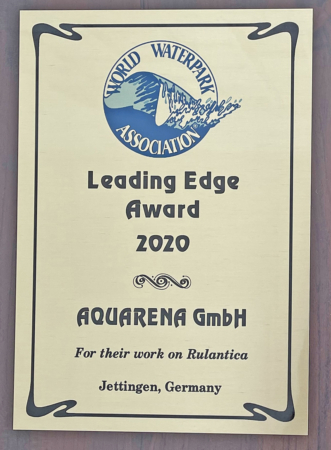 WORLD WATERPARK
ASSOCIATION
Leading Edge
Award
2020
AQUARENA GmbH
For their work on Rulantica
Jettingen, Germany